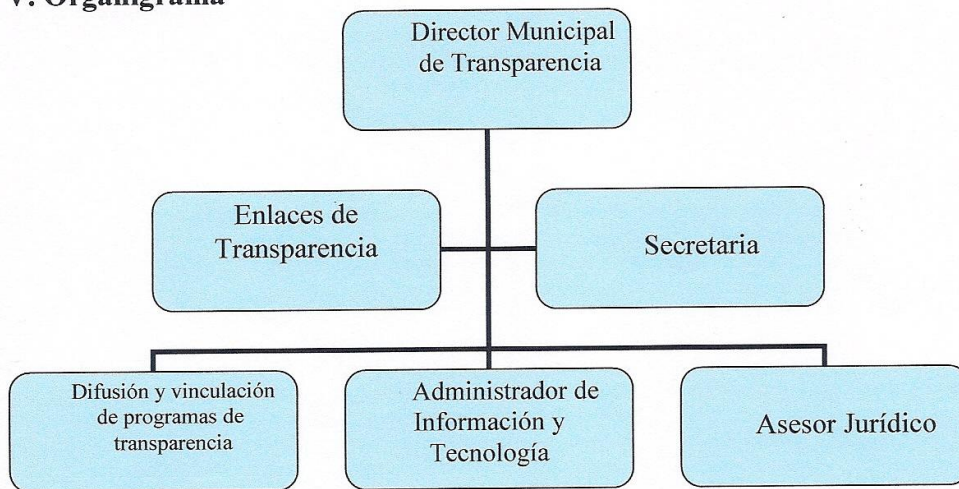 V. Organigrama
Director Municipal
de Transparencia
Enlaces de
Transparencia
Secretaria
Difusión y vinculación
de programas de
transparencia
Administrador de
Información y
Tecnología
Asesor Jurídico